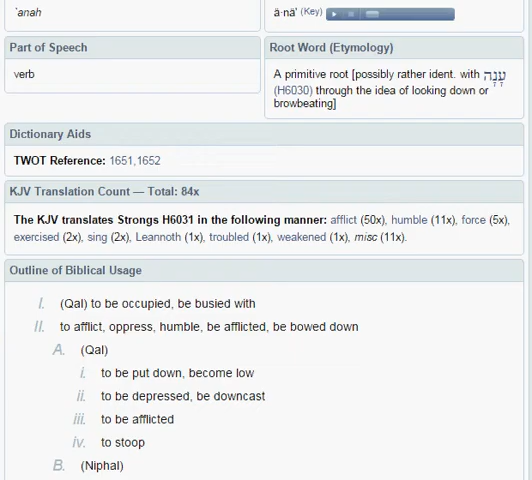 `anah
ä·nä' (Key)
Part of Speech
verb
Root Word (Etymology)
A primitive root [possibly rather ident. with עָנָה
(H6030) through the idea of looking down or
browbeating]
Dictionary Aids
TWOT Reference: 1651,1652
KJV Translation Count — Total: 84x
The KJV translates Strongs H6031 in the following manner: afflict (50x), humble (11x), force (5x),
exercised (2x), sing (2x), Leannoth (1x), troubled (1x), weakened (1x), misc (11x).
Outline of Biblical Usage
I. (Qal) to be occupied, be busied with
II. to afflict, oppress, humble, be afflicted, be bowed down
A. (Qal)
i. to be put down, become low
ii. to be depressed, be downcast
iii. to be afflicted
iv. to stoop
B. (Niphal)